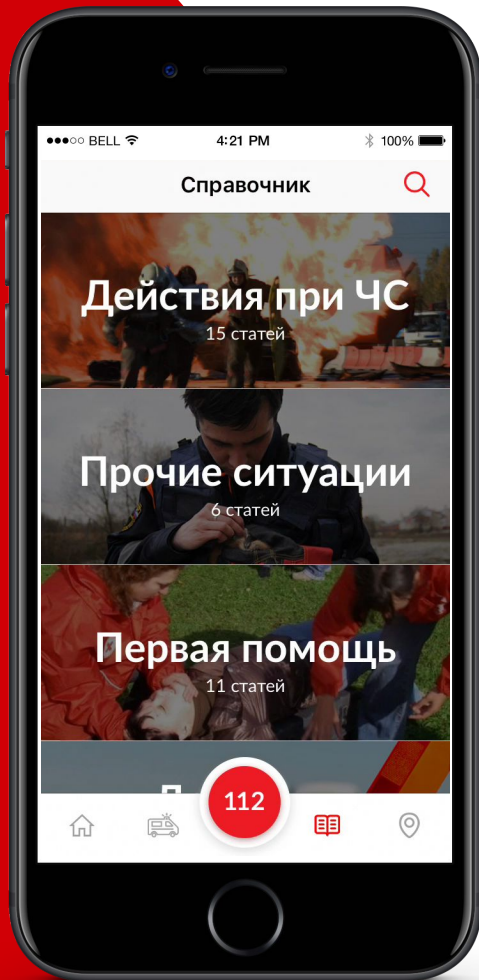 BELL 4:21 PM 100%
Справочник
Действия при ЧС
15 статей
Прочие ситуации
6 статей
Первая помощь
11 статей
112